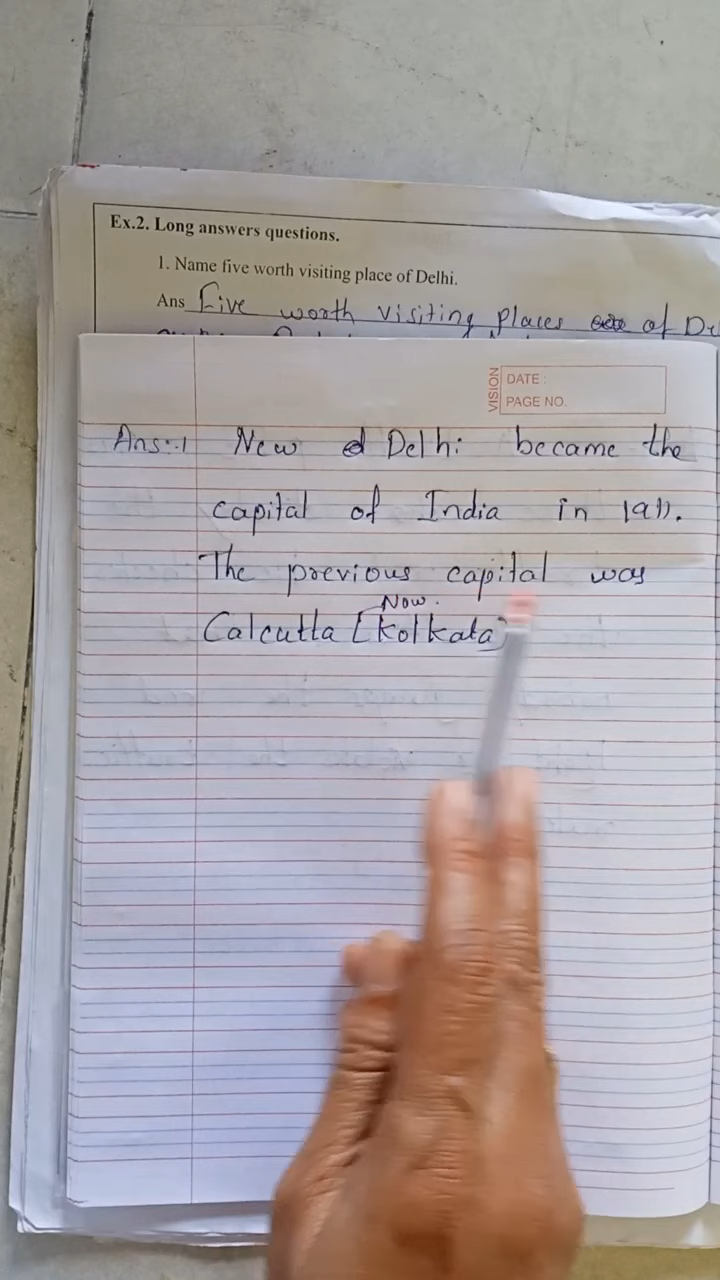 Ex.2. Long answers questions.
1. Name five worth visiting place of Delhi.
Ans Five worth visiting places of De
VISION
DATE :
PAGE NO.
Ans:-1 New Delhi became the
capital of India in 1911.
The previous capital was
Now.
Calcutta [Kolkata)